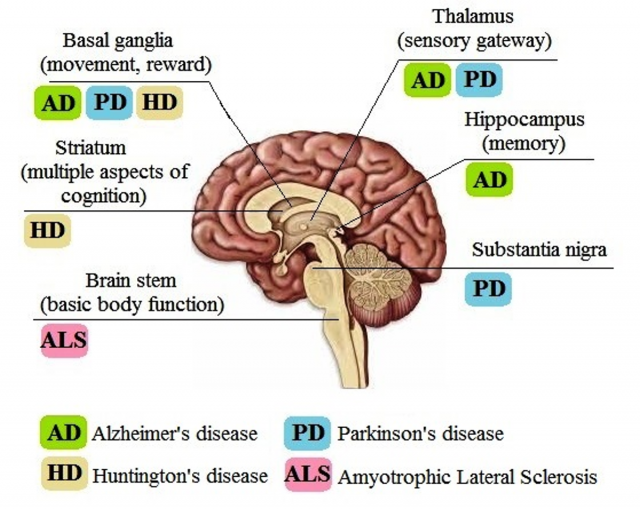 Basal ganglia
(movement, reward)
AD PD HD
Thalamus
(sensory gateway)
AD PD
Hippocampus
(memory)
AD
Striatum
(multiple aspects of
cognition)
HD
Substantia nigra
PD
Brain stem
(basic body function)
ALS
AD Alzheimer's disease
PD Parkinson's disease
HD Huntington's disease
ALS Amyotrophic Lateral Sclerosis